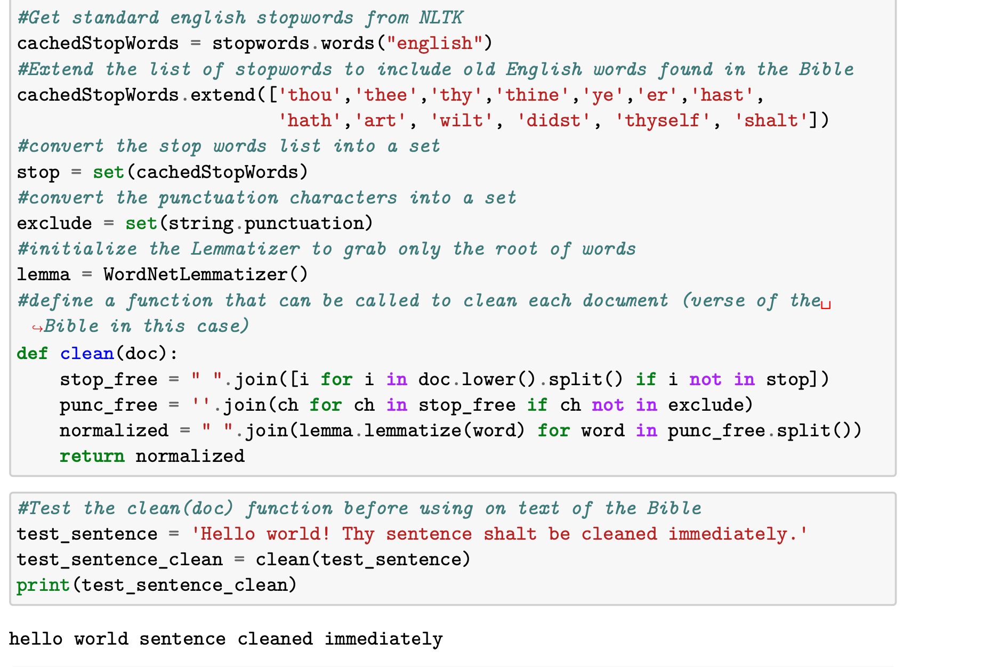 #Get standard english stopwords from NLTK
cachedStopWords = stopwords.words("english")
#Extend the list of stopwords to include old English words found in the Bible
cachedStopWords.extend(['thou','thee','thy','thine','ye','er','hast',
                        'hath','art', 'wilt', 'didst', 'thyself', 'shalt'])
#convert the stop words list into a set
stop = set(cachedStopWords)
#convert the punctuation characters into a set
exclude = set(string.punctuation)
#initialize the Lemmatizer to grab only the root of words
lemma = WordNetLemmatizer()
#define a function that can be called to clean each document (verse of the␣
↪Bible in this case)
def clean(doc):
    stop_free = " ".join([i for i in doc.lower().split() if i not in stop])
    punc_free = ''.join(ch for ch in stop_free if ch not in exclude)
    normalized = " ".join(lemma.lemmatize(word) for word in punc_free.split())
    return normalized
#Test the clean(doc) function before using on text of the Bible
test_sentence = 'Hello world! Thy sentence shalt be cleaned immediately.'
test_sentence_clean = clean(test_sentence)
print(test_sentence_clean)
hello world sentence cleaned immediately